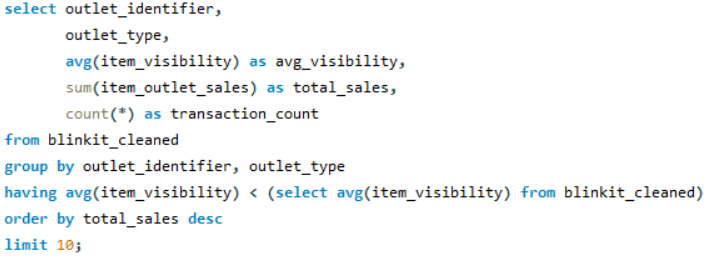 select outlet_identifier,
outlet_type,
avg(item_visibility) as avg_visibility,
sum(item_outlet_sales) as total_sales,
count(*) as transaction_count
from blinkit_cleaned
group by outlet_identifier, outlet_type
having avg(item_visibility) < (select avg(item_visibility) from blinkit_cleaned)
order by total_sales desc
limit 10;